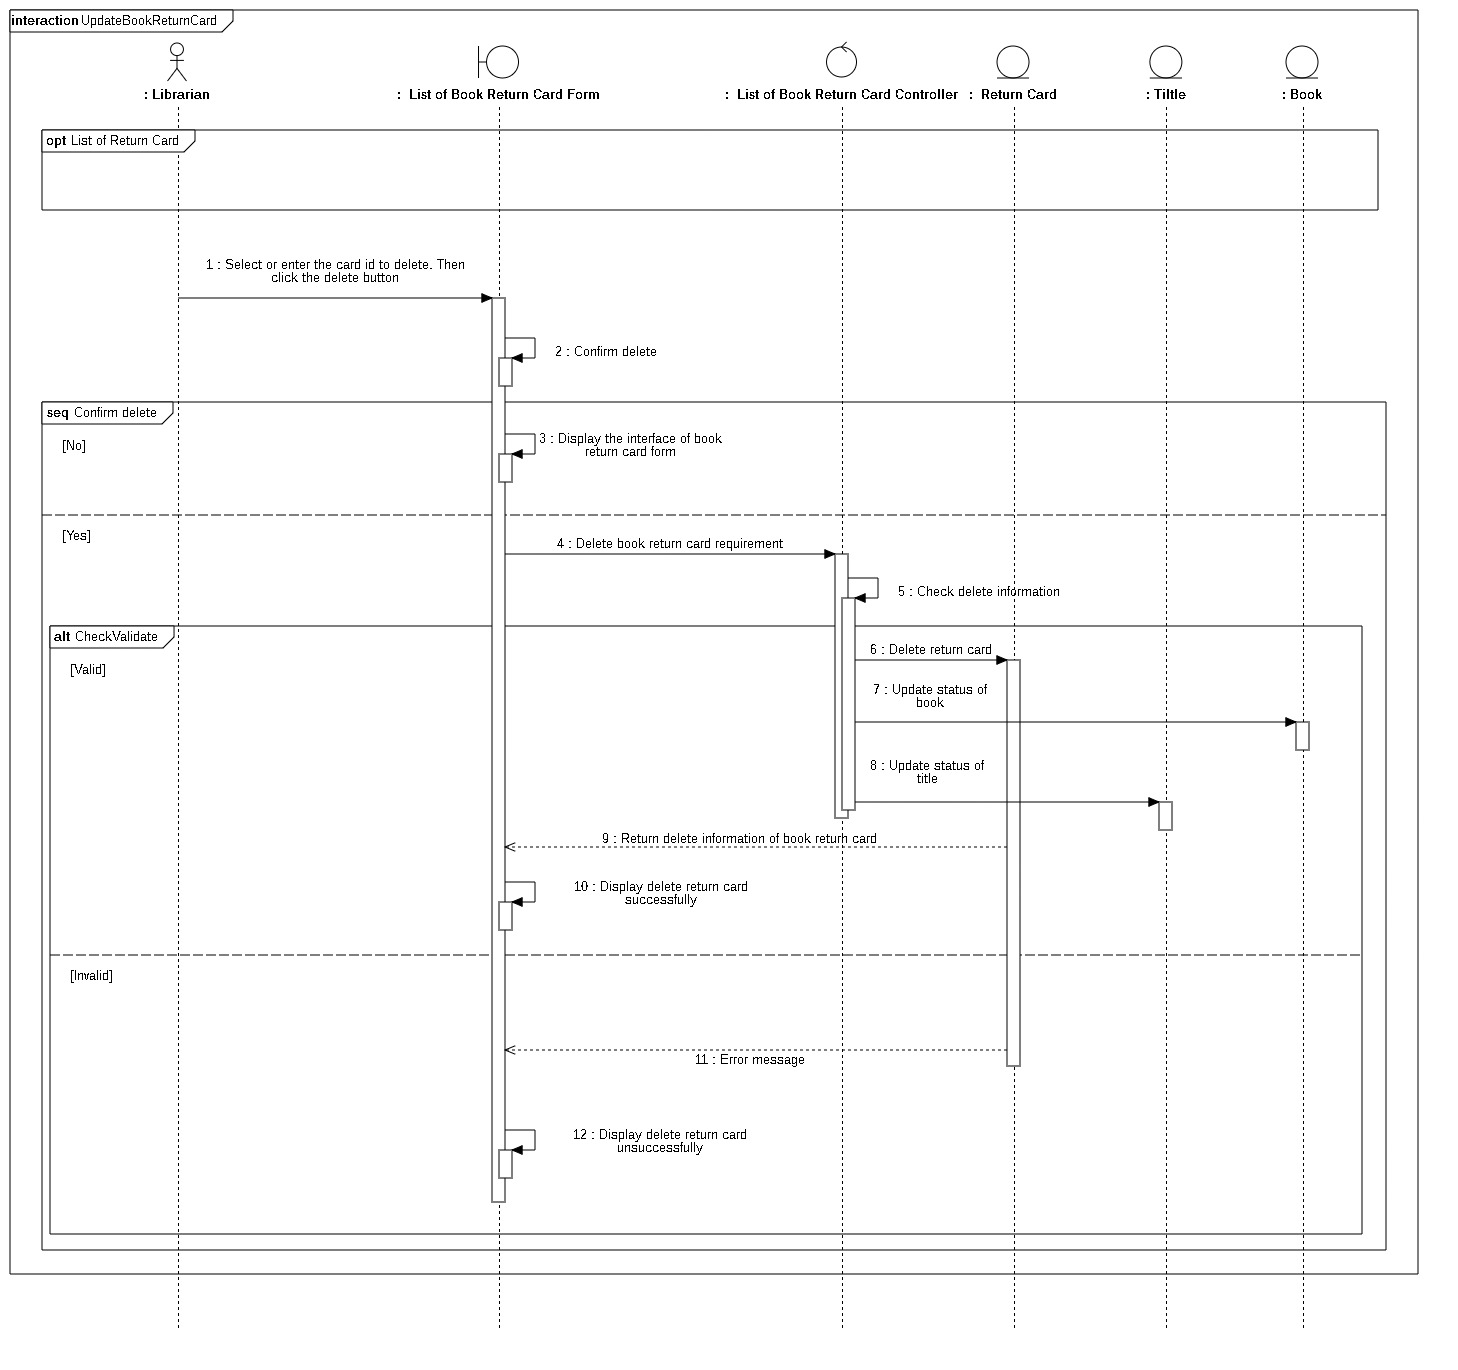 interaction UpdateBookReturnCard
: Librarian
: List of Book Return Card Form
: List of Book Return Card Controller
: Return Card
: Tiltle
: Book
opt List of Return Card
1 : Select or enter the card id to delete. Then
click the delete button
2 : Confirm delete
seq Confirm delete
[No]
3 : Display the interface of book
return card form
[Yes]
4 : Delete book return card requirement
5 : Check delete information
alt CheckValidate
[Valid]
6 : Delete return card
7 : Update status of
book
8 : Update status of
title
9 : Return delete information of book return card
10 : Display delete return card
successfully
[Invalid]
11 : Error message
12 : Display delete return card
unsuccessfully